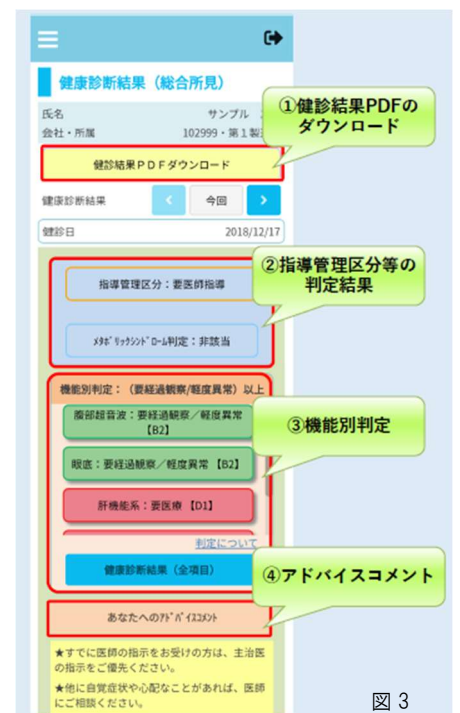 健康診断結果（総合所見）
氏名 サンプル
会社・所属 102999・第１製
健診結果ＰＤＦダウンロード
健康診断結果 < 今回 >
健診日 2018/12/17
指導管理区分：要医師指導
ﾒﾀﾎﾞﾘｯｸｼﾝﾄﾞﾛｰﾑ判定：非該当
機能別判定：（要経過観察/軽度異常）以上
腹部超音波：要経過観察／軽度異常
【B2】
眼底：要経過観察／軽度異常【B2】
肝機能系：要医療【D1】
判定について
健康診断結果（全項目）
あなたへのｱﾄﾞﾊﾞｲｽｺﾒﾝﾄ
★すでに医師の指示をお受けの方は、主治医
の指示をご優先ください。
★他に自覚症状や心配なことがあれば、医師
にご相談ください。
①健診結果PDFの
ダウンロード
②指導管理区分等の
判定結果
③機能別判定
④アドバイスコメント
図３